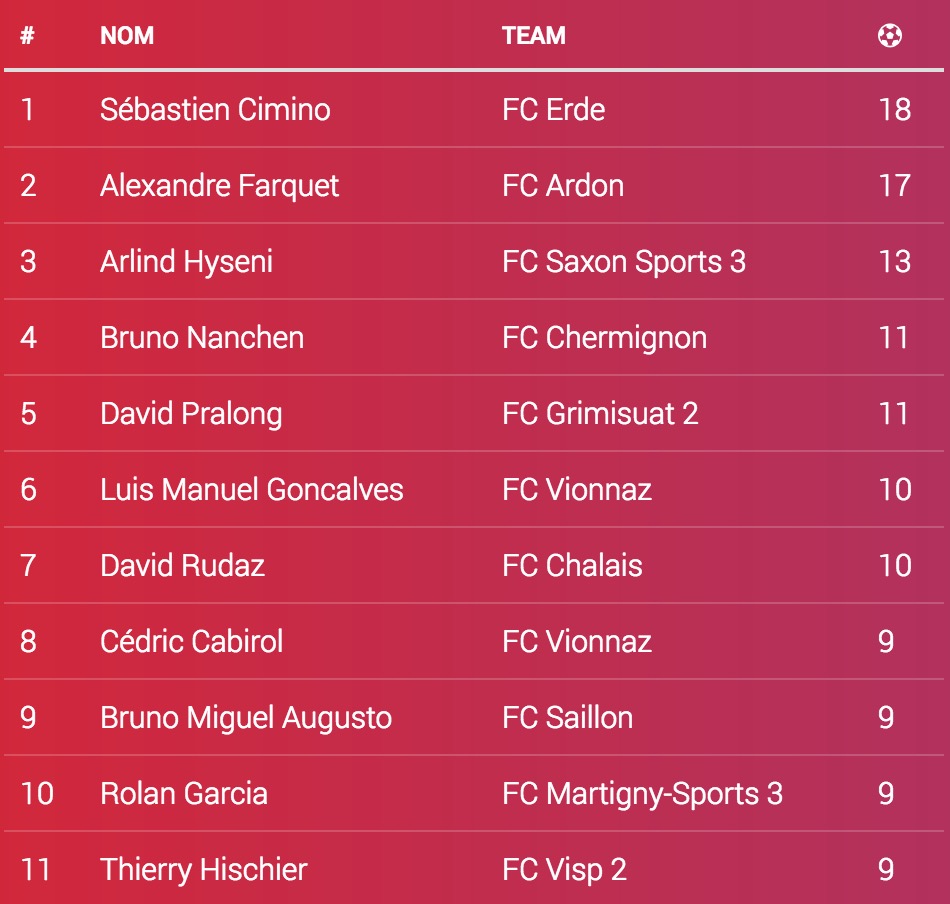 # NOM TEAM ⚽
1 Sébastien Cimino FC Erde 18
2 Alexandre Farquet FC Ardon 17
3 Arlind Hyseni FC Saxon Sports 3 13
4 Bruno Nanchen FC Chermignon 11
5 David Pralong FC Grimisuat 2 11
6 Luis Manuel Goncalves FC Vionnaz 10
7 David Rudaz FC Chalais 10
8 Cédric Cabirol FC Vionnaz 9
9 Bruno Miguel Augusto FC Saillon 9
10 Rolan Garcia FC Martigny-Sports 3 9
11 Thierry Hischier FC Visp 2 9